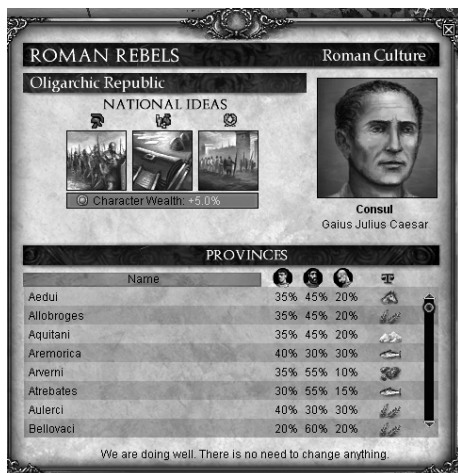 ROMAN REBELS Roman Culture
Oligarchic Republic
NATIONAL IDEAS
Character Wealth: +5.0%
Consul
Gaius Julius Caesar
PROVINCES
Name
Aedui 35% 45% 20%
Allobroges 35% 45% 20%
Aquitani 35% 45% 20%
Aremorica 40% 30% 30%
Arverni 35% 55% 10%
Atrebates 30% 55% 15%
Aulerci 40% 30% 30%
Bellovaci 20% 60% 20%
We are doing well. There is no need to change anything.